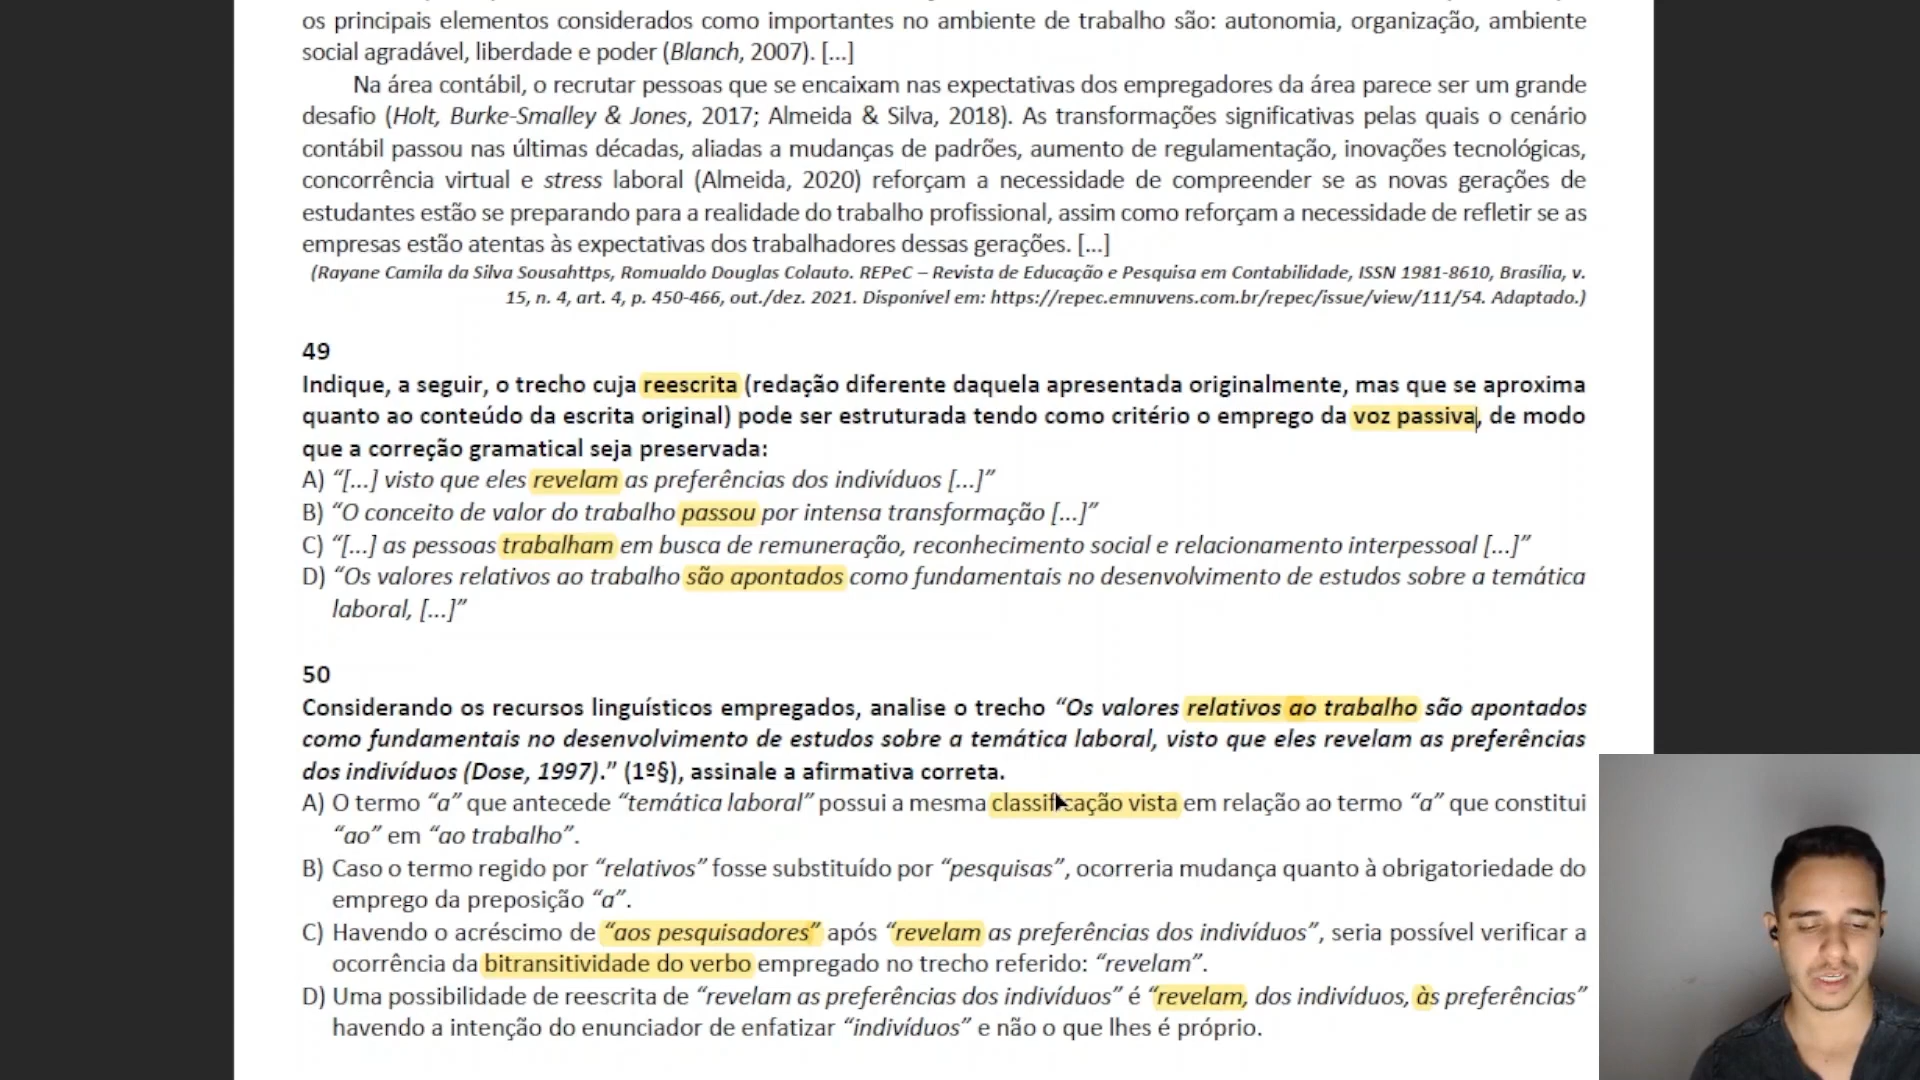 os principais elementos considerados como importantes no ambiente de trabalho são: autonomia, organização, ambiente
social agradável, liberdade e poder (Blanch, 2007). [...]
Na área contábil, o recrutar pessoas que se encaixam nas expectativas dos empregadores da área parece ser um grande
desafio (Holt, Burke-Smalley & Jones, 2017; Almeida & Silva, 2018). As transformações significativas pelas quais o cenário
contábil passou nas últimas décadas, aliadas a mudanças de padrões, aumento de regulamentação, inovações tecnológicas,
concorrência virtual e stress laboral (Almeida, 2020) reforçam a necessidade de compreender se as novas gerações de
estudantes estão se preparando para a realidade do trabalho profissional, assim como reforçam a necessidade de refletir se as
empresas estão atentas às expectativas dos trabalhadores dessas gerações. [...]
(Rayane Camila da Silva Sousahttps, Romualdo Douglas Colauto. REPeC – Revista de Educação e Pesquisa em Contabilidade, ISSN 1981-8610, Brasília, v.
15, n. 4, art. 4, p. 450-466, out./dez. 2021. Disponível em: https://repec.emnuvens.com.br/repec/issue/view/111/54. Adaptado.)
49
Indique, a seguir, o trecho cuja reescrita (redação diferente daquela apresentada originalmente, mas que se aproxima
quanto ao conteúdo da escrita original) pode ser estruturada tendo como critério o emprego da voz passiva, de modo
que a correção gramatical seja preservada:
A) “[...] visto que eles revelam as preferências dos indivíduos [...]”
B) “O conceito de valor do trabalho passou por intensa transformação [...]”
C) “[...] as pessoas trabalham em busca de remuneração, reconhecimento social e relacionamento interpessoal [...]”
D) “Os valores relativos ao trabalho são apontados como fundamentais no desenvolvimento de estudos sobre a temática
laboral, [...]”
50
Considerando os recursos linguísticos empregados, analise o trecho “Os valores relativos ao trabalho são apontados
como fundamentais no desenvolvimento de estudos sobre a temática laboral, visto que eles revelam as preferências
dos indivíduos (Dose, 1997).” (1º§), assinale a afirmativa correta.
A) O termo “a” que antecede “temática laboral” possui a mesma classificação vista em relação ao termo “a” que constitui
“ao” em “ao trabalho”.
B) Caso o termo regido por “relativos” fosse substituído por “pesquisas”, ocorreria mudança quanto à obrigatoriedade do
emprego da preposição “a”.
C) Havendo o acréscimo de “aos pesquisadores” após “revelam as preferências dos indivíduos”, seria possível verificar a
ocorrência da bitransitividade do verbo empregado no trecho referido: “revelam”.
D) Uma possibilidade de reescrita de “revelam as preferências dos indivíduos” é “revelam, dos indivíduos, às preferências”
havendo a intenção do enunciador de enfatizar “indivíduos” e não o que lhes é próprio.